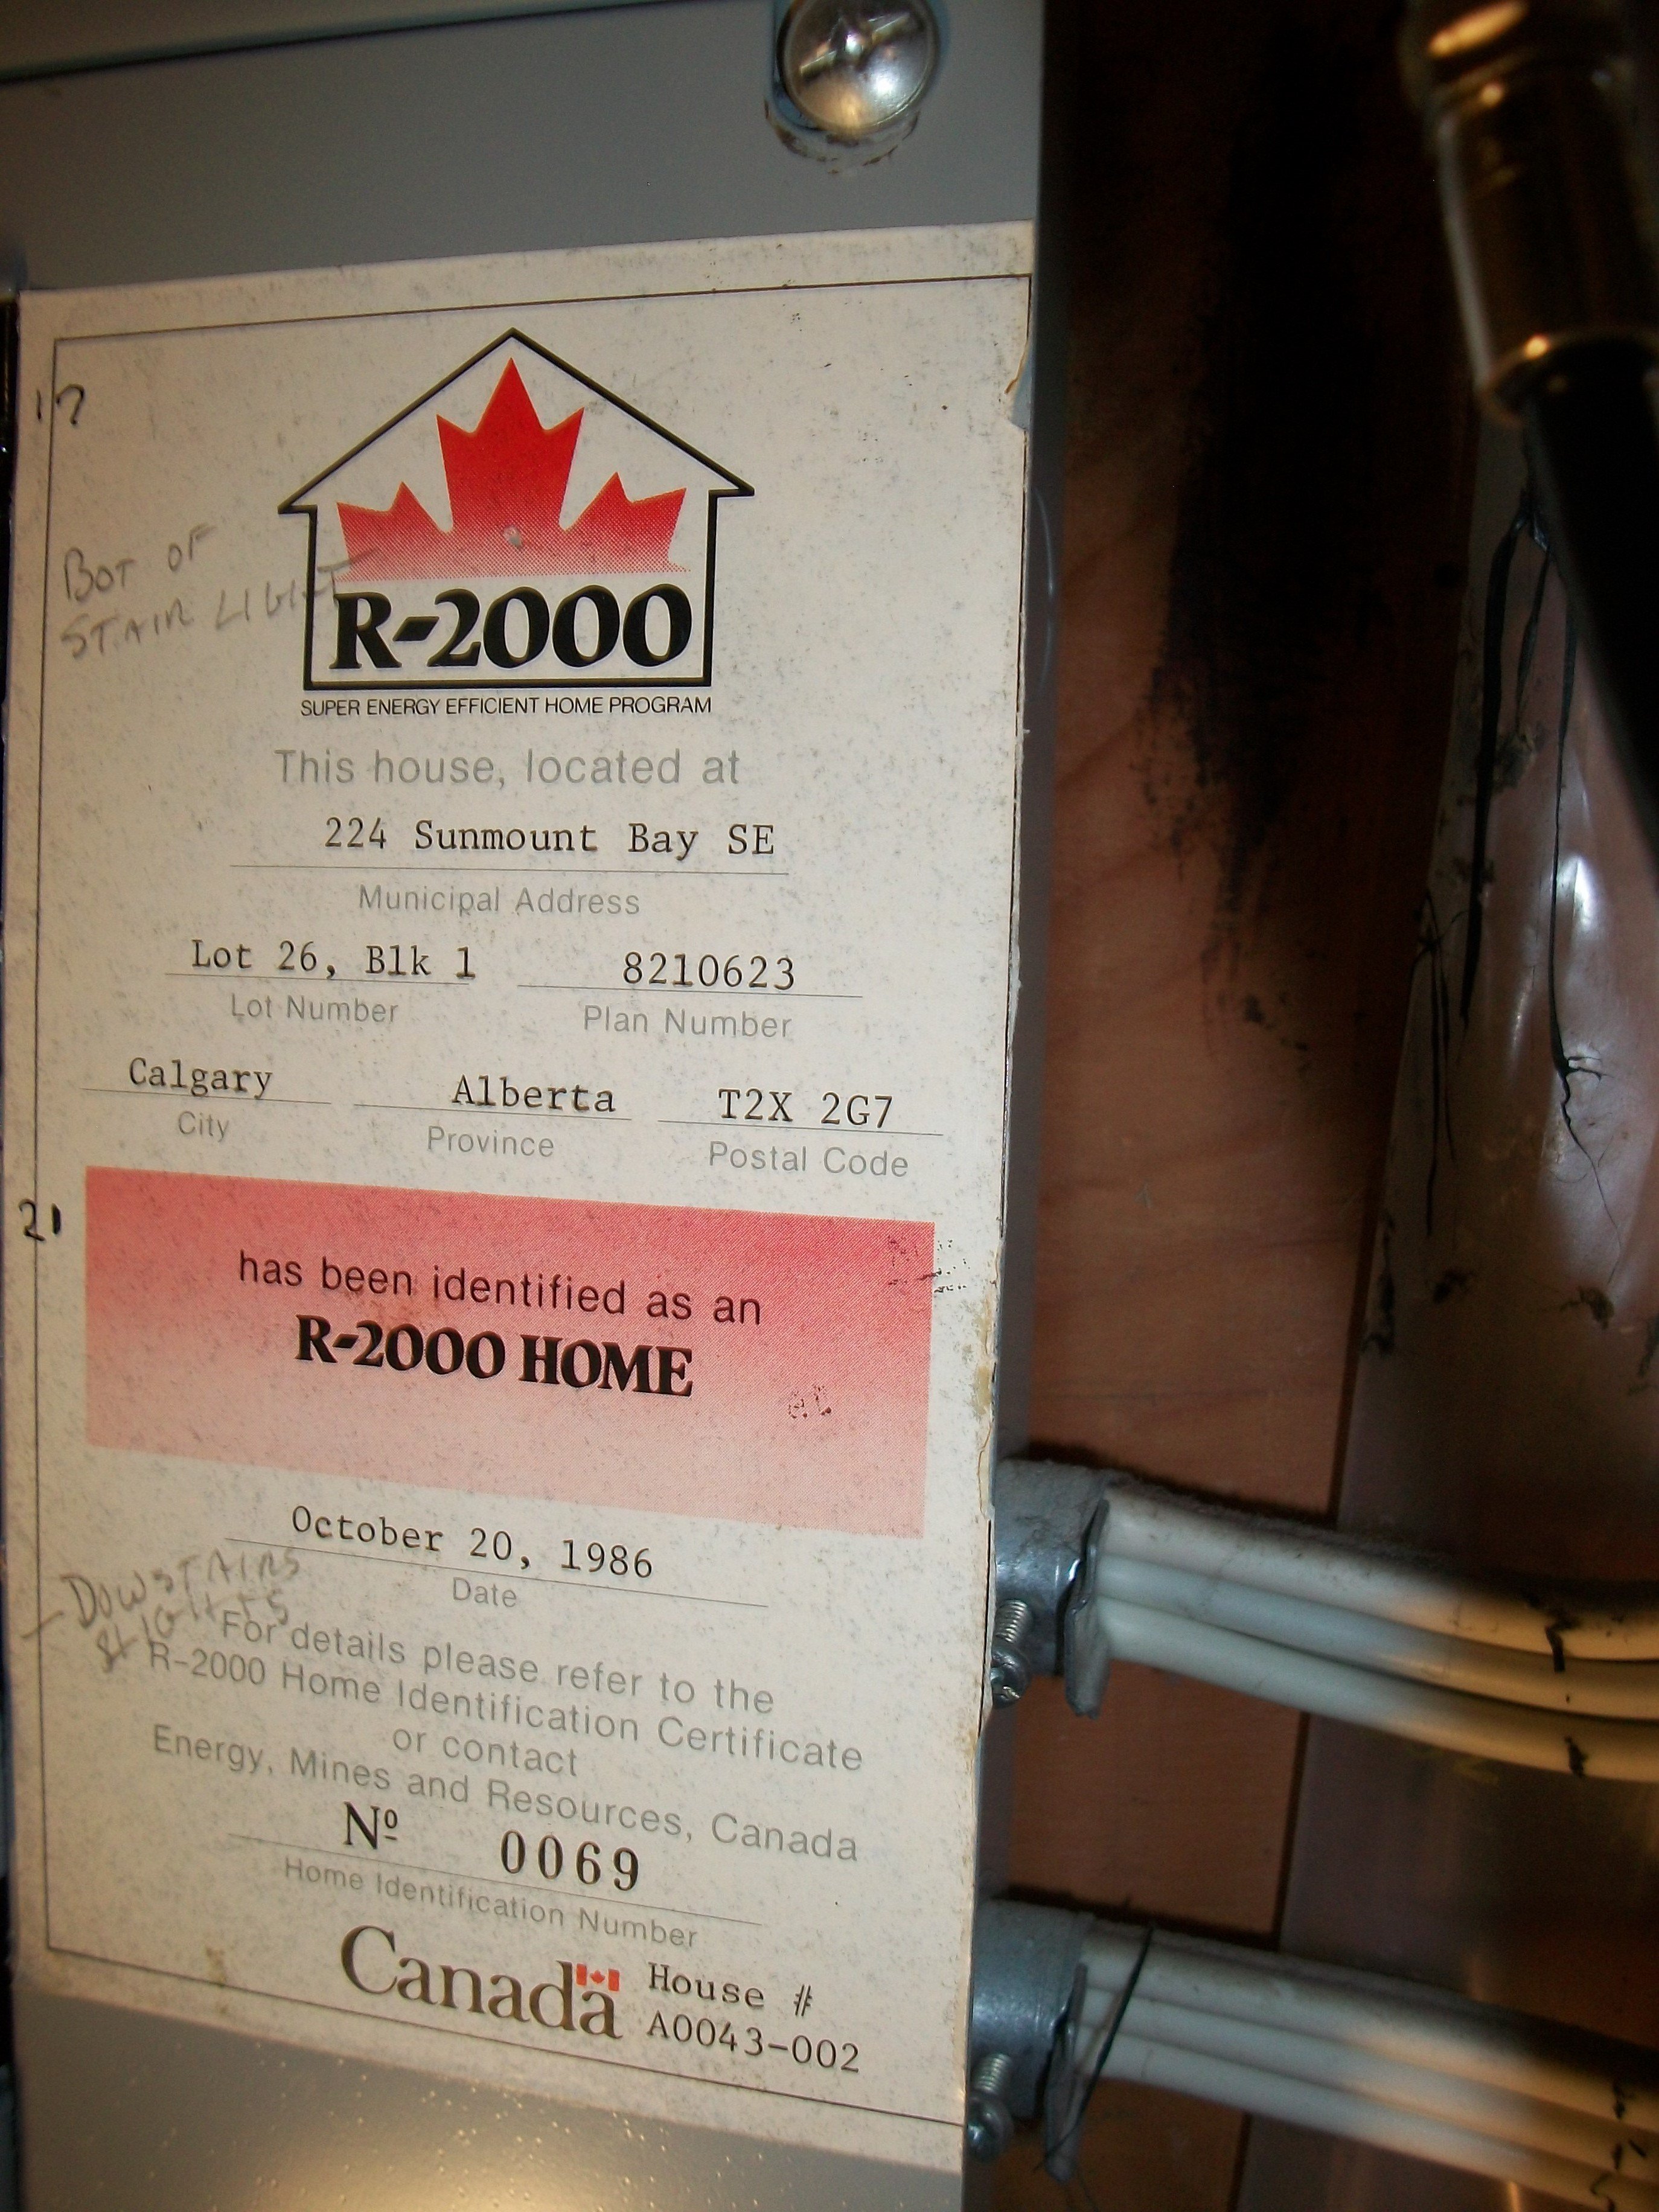 17
BOT OF
STAIR LIGHT
R-2000
SUPER ENERGY EFFICIENT HOME PROGRAM
This house, located at
224 Sunmount Bay SE
Municipal Address
Lot 26, Blk 1 8210623
Lot Number Plan Number
Calgary Alberta T2X 2G7
City Province Postal Code
21
has been identified as an
R-2000 HOME
October 20, 1986
Date
DOWSTAIRS
LIGHTS
For details please refer to the
R-2000 Home Identification Certificate
or contact
Energy, Mines and Resources, Canada
Nº 0069
Home Identification Number
Canada
House #
A0043-002